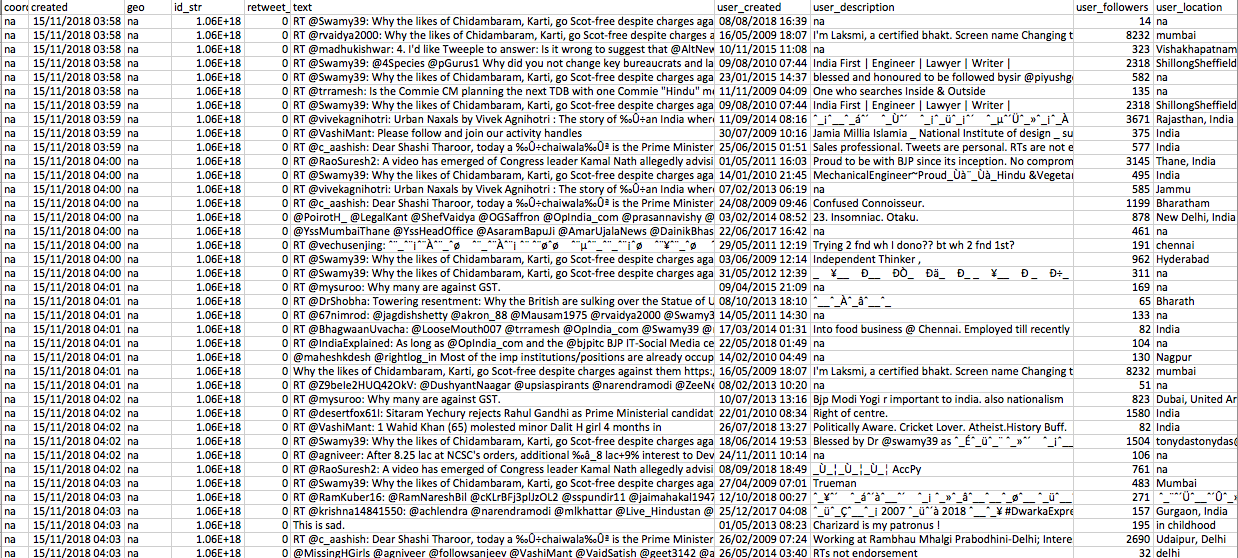 coor created geo id_str retweet_ text user_created user_description user_followers user_location
na 15/11/2018 03:58 na 1.06E+18 0 RT @Swamy39: Why the likes of Chidambaram, Karti, go Scot-free despite charges aga 08/08/2018 16:39 na 14 na
na 15/11/2018 03:58 na 1.06E+18 0 RT @rvaidya2000: Why the likes of Chidambaram, Karti, go Scot-free despite charges 16/05/2009 18:07 I'm Laksmi, a certified bhakt. Screen name Changing t 8232 mumbai
na 15/11/2018 03:58 na 1.06E+18 0 RT @madhukishwar: 4. I'd like Tweeple to answer: Is it wrong to suggest that @AltNew 10/11/2015 11:08 na 323 Vishakhapatnam
na 15/11/2018 03:58 na 1.06E+18 0 RT @Swamy39: @4Species @pGurus1 Why did you not change key bureaucrats and la 09/08/2010 07:44 India First | Engineer | Lawyer | Writer | 2318 ShillongSheffield
na 15/11/2018 03:58 na 1.06E+18 0 RT @Swamy39: Why the likes of Chidambaram, Karti, go Scot-free despite charges aga 23/01/2015 14:37 blessed and honoured to be followed bysir @piyushg 582 na
na 15/11/2018 03:58 na 1.06E+18 0 RT @trramesh: Is the Commie CM planning the next TDB with one Commie "Hindu" m 11/11/2009 04:09 One who searches Inside & Outside 135 na
na 15/11/2018 03:59 na 1.06E+18 0 RT @Swamy39: Why the likes of Chidambaram, Karti, go Scot-free despite charges aga 09/08/2010 07:44 India First | Engineer | Lawyer | Writer | 2318 ShillongSheffield
na 15/11/2018 03:59 na 1.06E+18 0 RT @vivekagnihotri: Urban Naxals by Vivek Agnihotri : The story of ‰Û÷an India wher 11/09/2014 08:16 3671 Rajasthan, India
na 15/11/2018 03:59 na 1.06E+18 0 RT @VashiMant: Please follow and join our activity handles 30/07/2009 10:16 Jamia Millia Islamia _ National Institute of design _ su 375 India
na 15/11/2018 03:59 na 1.06E+18 0 RT @c_aashish: Dear Shashi Tharoor, today a ‰Û÷chaiwala‰Ûª is the Prime Minister 25/06/2015 01:51 Sales professional. Tweets are personal. RTs are not e 577 India
na 15/11/2018 04:00 na 1.06E+18 0 RT @RaoSuresh2: A video has emerged of Congress leader Kamal Nath allegedly advisi 01/05/2011 16:03 Proud to be with BJP since its inception. No comprom 3145 Thane, India
na 15/11/2018 04:00 na 1.06E+18 0 RT @Swamy39: Why the likes of Chidambaram, Karti, go Scot-free despite charges aga 14/01/2010 21:45 MechanicalEngineer~Proud_Ùà¨_Ùà_Hindu &Vegetar 495 India
na 15/11/2018 04:00 na 1.06E+18 0 RT @vivekagnihotri: Urban Naxals by Vivek Agnihotri : The story of ‰Û÷an India wher 07/02/2013 06:19 na 585 Jammu
na 15/11/2018 04:00 na 1.06E+18 0 RT @c_aashish: Dear Shashi Tharoor, today a ‰Û÷chaiwala‰Ûª is the Prime Minister 24/08/2009 09:46 Confused Connoisseur. 1199 Bharatham
na 15/11/2018 04:00 na 1.06E+18 0 @PoirotH_ @LegalKant @ShefVaidya @OGSaffron @OpIndia_com @prasannavishy @ 03/02/2014 08:52 23. Insomniac. Otaku. 878 New Delhi, India
na 15/11/2018 04:00 na 1.06E+18 0 @YssMumbaiThane @YssHeadOffice @AsaramBapuJi @AmarUjalaNews @DainikBhas 22/06/2017 16:42 na 461 na
na 15/11/2018 04:00 na 1.06E+18 0 RT @vechusenjing: 29/05/2011 12:19 Trying 2 fnd wh I dono?? bt wh 2 fnd 1st? 191 chennai
na 15/11/2018 04:00 na 1.06E+18 0 RT @Swamy39: Why the likes of Chidambaram, Karti, go Scot-free despite charges aga 03/06/2009 12:14 Independent Thinker , 962 Hyderabad
na 15/11/2018 04:00 na 1.06E+18 0 RT @Swamy39: Why the likes of Chidambaram, Karti, go Scot-free despite charges aga 31/05/2012 12:39 311 na
na 15/11/2018 04:01 na 1.06E+18 0 RT @mysuroo: Why many are against GST. 09/04/2015 21:09 na 169 na
na 15/11/2018 04:01 na 1.06E+18 0 RT @DrShobha: Towering resentment: Why the British are sulking over the Statue of U 08/10/2013 18:10 65 Bharath
na 15/11/2018 04:01 na 1.06E+18 0 RT @67nimrod: @jagdishshetty @akron_88 @Mausam1975 @rvaidya2000 @Swamy3 14/05/2011 14:30 na 133 na
na 15/11/2018 04:01 na 1.06E+18 0 RT @BhagwaanUvacha: @LooseMouth007 @trramesh @OpIndia_com @Swamy39 @ 17/03/2014 01:31 Into food business @ Chennai. Employed till recently 82 India
na 15/11/2018 04:01 na 1.06E+18 0 RT @IndiaExplained: As long as @OpIndia_com and the @bjpitc BJP IT-Social Media ce 22/01/2011 01:44 na 104 na
na 15/11/2018 04:01 na 1.06E+18 0 @maheshkdesh @rightlog_in Most of the imp institutions/positions are already occup 14/02/2010 04:49 na 130 Nagpur
na 15/11/2018 04:01 na 1.06E+18 0 Why the likes of Chidambaram, Karti, go Scot-free despite charges against them https: 16/05/2009 18:07 I'm Laksmi, a certified bhakt. Screen name Changing t 8232 mumbai
na 15/11/2018 04:01 na 1.06E+18 0 RT @Z9beIe2HUQ42OkV: @DushyantNaagar @upsiaspirants @narendramodi @ZeeNe 08/02/2013 10:20 na 51 na
na 15/11/2018 04:02 na 1.06E+18 0 RT @mysuroo: Why many are against GST. 10/07/2013 13:16 Bjp Modi Yogi r important to india. also nationalism 823 Dubai, United Ar
na 15/11/2018 04:02 na 1.06E+18 0 RT @desertfox61I: Sitaram Yechury rejects Rahul Gandhi as Prime Ministerial candidat 22/01/2010 08:34 Right of centre. 1580 India
na 15/11/2018 04:02 na 1.06E+18 0 RT @VashiMant: 1 Wahid Khan (65) molested minor Dalit H girl 4 months in 26/07/2018 13:27 Politically Aware. Cricket Lover. Atheist.History Buff. 82 India
na 15/11/2018 04:02 na 1.06E+18 0 RT @Swamy39: Why the likes of Chidambaram, Karti, go Scot-free despite charges aga 18/06/2014 19:53 Blessed by Dr @swamy39 as 1504 tonydastonydas@
na 15/11/2018 04:02 na 1.06E+18 0 RT @agniveer: After 8.25 lac at NCSC's orders, additional ‰â_8 lac+9% interest to Dev 24/11/2011 10:14 na 106 na
na 15/11/2018 04:02 na 1.06E+18 0 RT @RaoSuresh2: A video has emerged of Congress leader Kamal Nath allegedly advisi 08/09/2018 18:49 _Ù_¦_Ù_¦_Ù_¦ AccPy 761 na
na 15/11/2018 04:03 na 1.06E+18 0 RT @Swamy39: Why the likes of Chidambaram, Karti, go Scot-free despite charges aga 27/04/2009 07:01 Trueman 483 Mumbai
na 15/11/2018 04:03 na 1.06E+18 0 RT @RamKuber16: @RamNareshBil @cKLrBFj3pIJzOL2 @sspundir11 @jaimahakal1947 12/10/2018 00:27 271
na 15/11/2018 04:03 na 1.06E+18 0 RT @krishna14841550: @achlendra @narendramodi @mlkhattar @Live_Hindustan @ 25/12/2017 04:08 2007 2018 #DwarkaExpre 157 Gurgaon, India
na 15/11/2018 04:03 na 1.06E+18 0 This is sad. 01/05/2013 08:23 Charizard is my patronus ! 195 in childhood
na 15/11/2018 04:03 na 1.06E+18 0 RT @c_aashish: Dear Shashi Tharoor, today a ‰Û÷chaiwala‰Ûª is the Prime Minister 26/02/2009 07:24 Working at Rambhau Mhalgi Prabodhini-Delhi; Intere 2690 Udaipur, Delhi
na 15/11/2018 04:03 na 1.06E+18 0 @MissingHGirls @agniveer @followsanjeev @VashiMant @VaidSatish @geet3142 @a 26/05/2014 03:40 RTs not endorsement 32 delhi